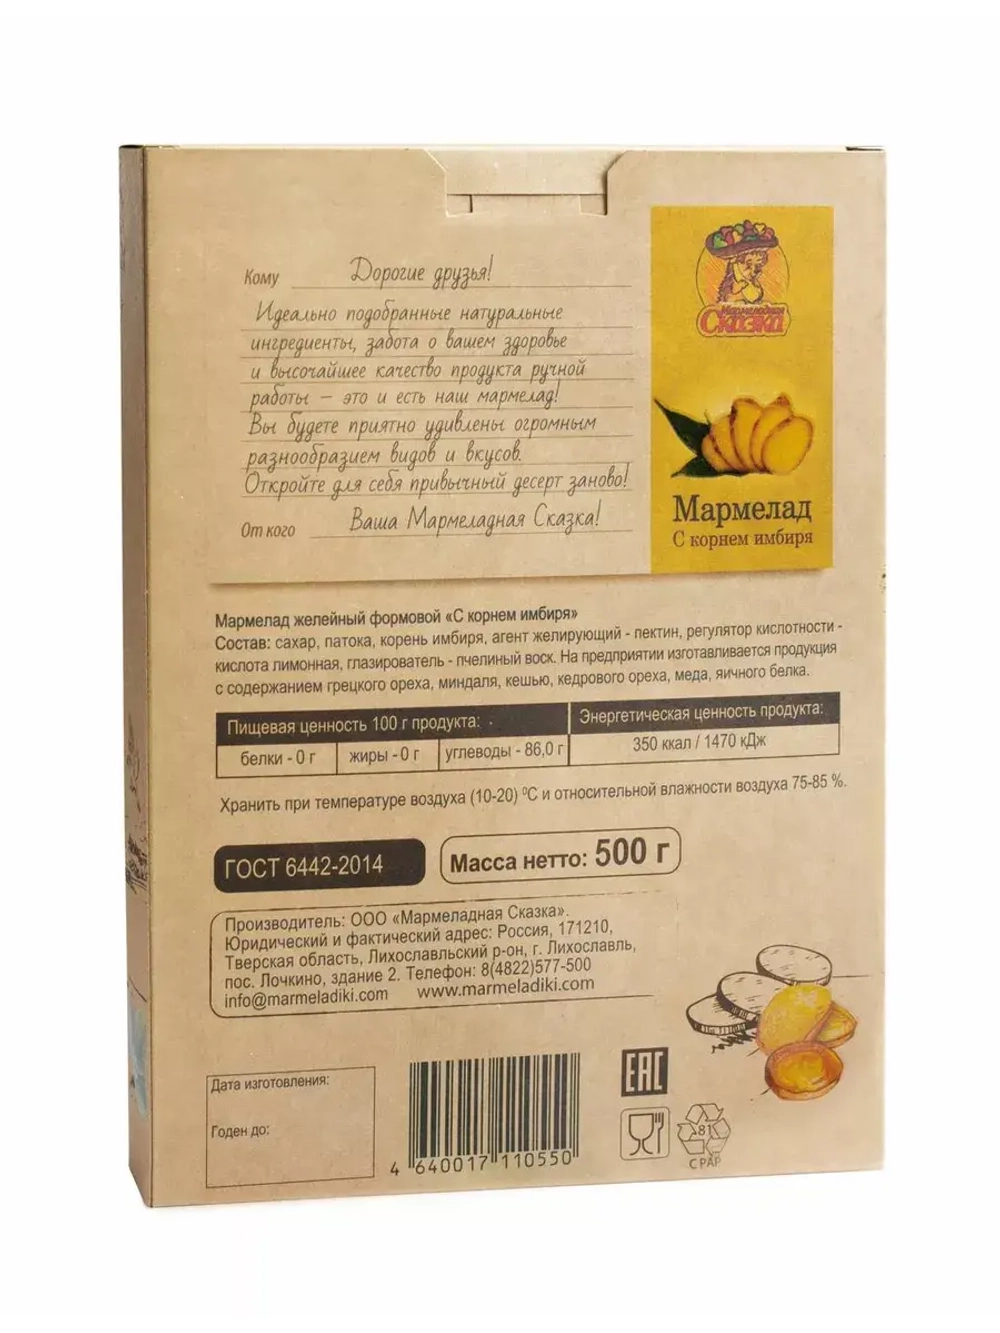 Кому Дорогие друзья!
Идеально подобранные натуральные
ингредиенты, забота о вашем здоровье
и высочайшее качество продукта ручной
работы – это и есть наш мармелад!
Вы будете приятно удивлены огромным
разнообразием видов и вкусов.
Откройте для себя привычный десерт заново!
От кого Ваша Мармеладная Сказка!
Мармеладная
Сказка
Мармелад
С корнем имбиря
Мармелад желейный формовой «С корнем имбиря»
Состав: сахар, патока, корень имбиря, агент желирующий - пектин, регулятор кислотности -
кислота лимонная, глазирователь - пчелиный воск. На предприятии изготавливается продукция
с содержанием грецкого ореха, миндаля, кешью, кедрового ореха, меда, яичного белка.
Пищевая ценность 100 г продукта: Энергетическая ценность продукта:
белки - 0 г жиры - 0 г углеводы - 86,0 г 350 ккал / 1470 кДж
Хранить при температуре воздуха (10-20) ºС и относительной влажности воздуха 75-85 %.
ГОСТ 6442-2014 Масса нетто: 500 г
Производитель: ООО «Мармеладная Сказка».
Юридический и фактический адрес: Россия, 171210,
Тверская область, Лихославльский р-он, г. Лихославль,
пос. Лочкино, здание 2. Телефон: 8(4822)577-500
info@marmeladiki.com www.marmeladiki.com
Дата изготовления:
Годен до:
4 640017 110550
EAC
81
C PAP